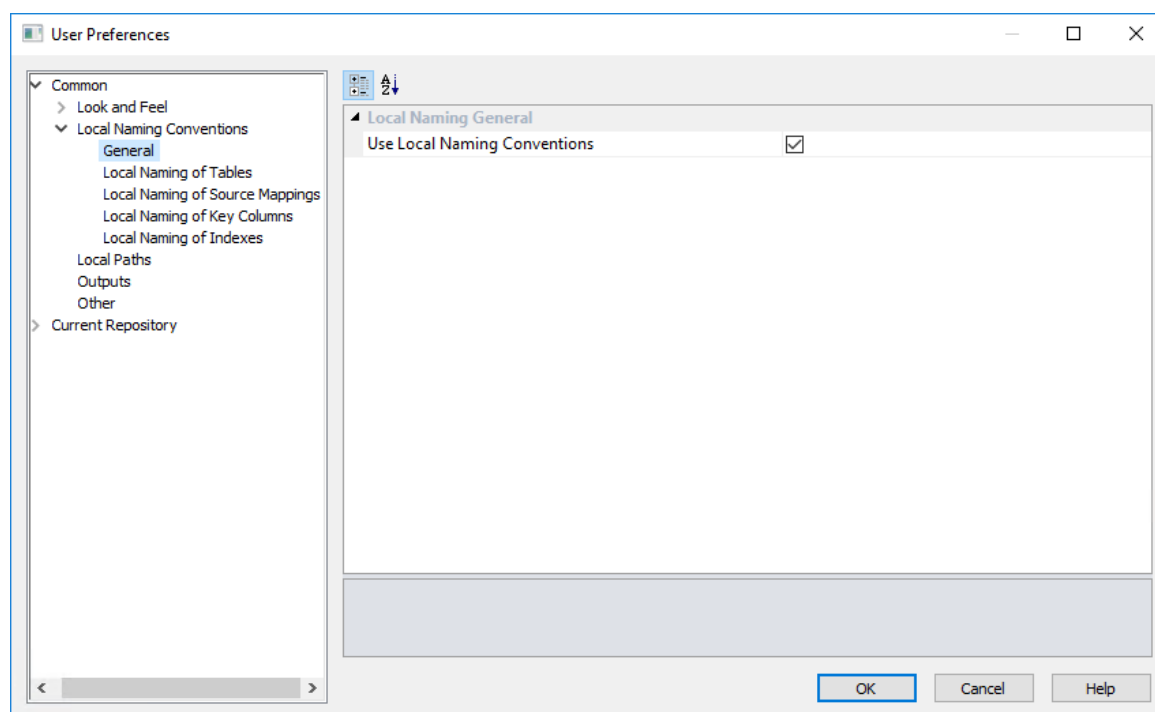 User Preferences
Common
Look and Feel
Local Naming Conventions
General
Local Naming of Tables
Local Naming of Source Mappings
Local Naming of Key Columns
Local Naming of Indexes
Local Paths
Outputs
Other
Current Repository
A
Z
Local Naming General
Use Local Naming Conventions
OK
Cancel
Help